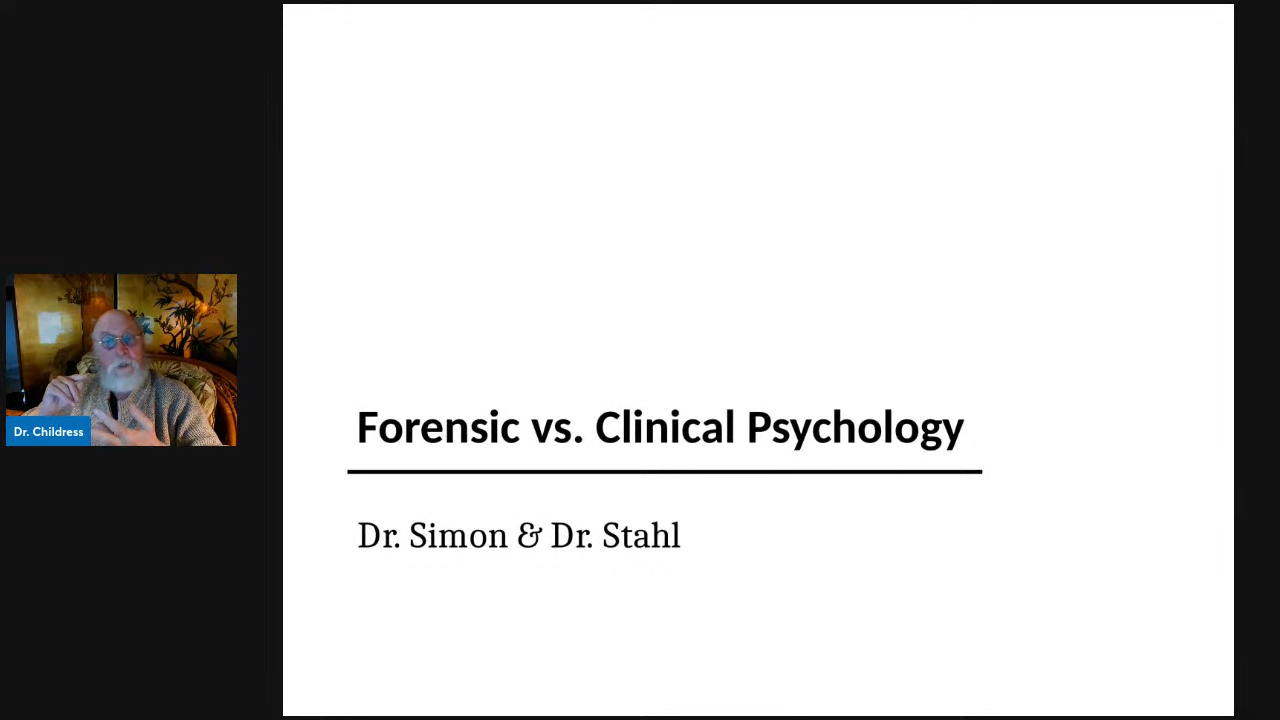 Forensic vs. Clinical Psychology
Dr. Simon & Dr. Stahl
Dr. Childress